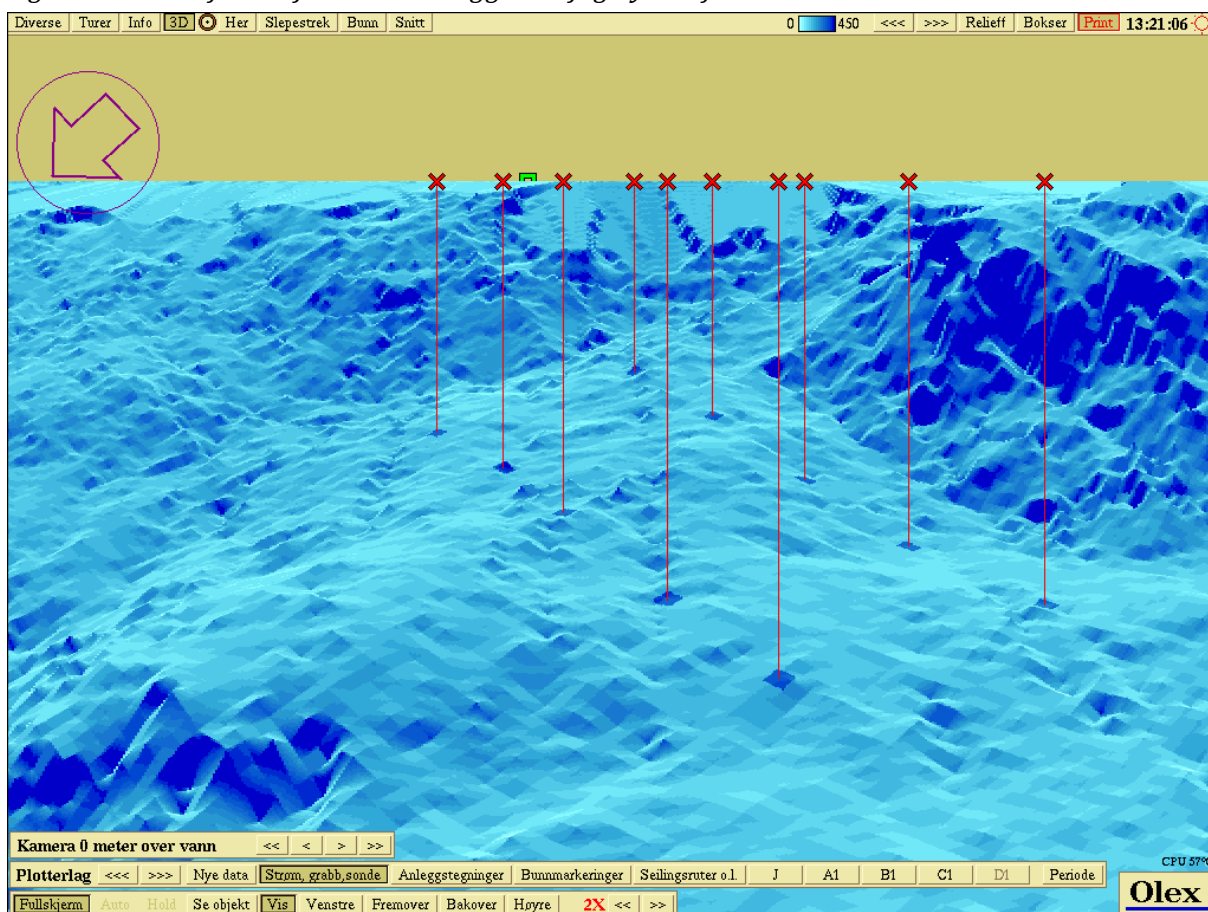 Diverse Turer Info 3D Her Slepestrek Bunn Snitt 0 450 <<< >>> Relieff Bokser Print 13:21:06
Kamera 0 meter over vann << < > >>
CPU 57°
Plotterlag <<< >>> Nye data Strøm, grabb,sonde Anleggstegninger Bunnmarkeringer Seilingsruter o.l. J A1 B1 C1 D1 Periode
Olex
Fullskjerm Auto Hold Se objekt Vis Venstre Fremover Bakover Høyre 2X << >>